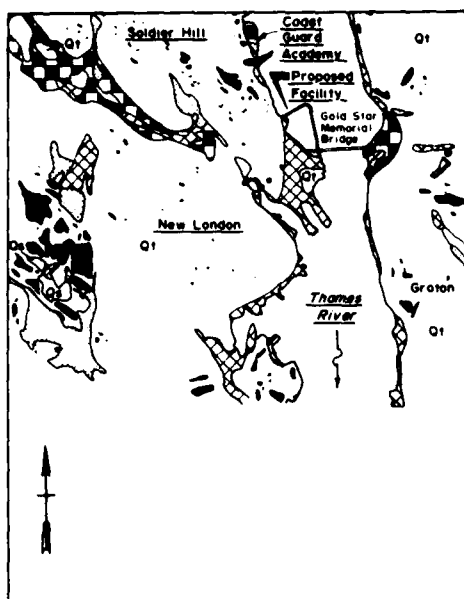 Qt
Soldier Hill
Coast
Guard
Academy
Qt
Proposed
Facility
Gold Star
Memorial
Bridge
Qt
New London
Qt
Thames
River
Groton
Qt